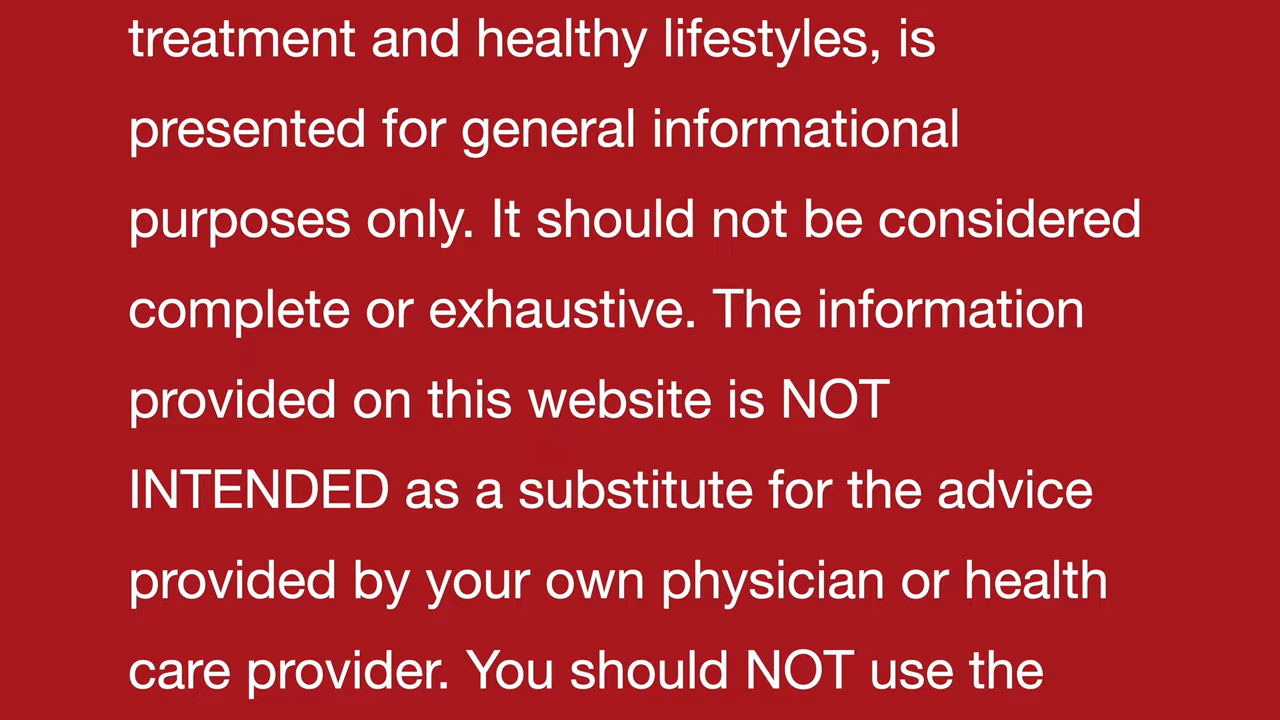 treatment and healthy lifestyles, is
presented for general informational
purposes only. It should not be considered
complete or exhaustive. The information
provided on this website is NOT
INTENDED as a substitute for the advice
provided by your own physician or health
care provider. You should NOT use the